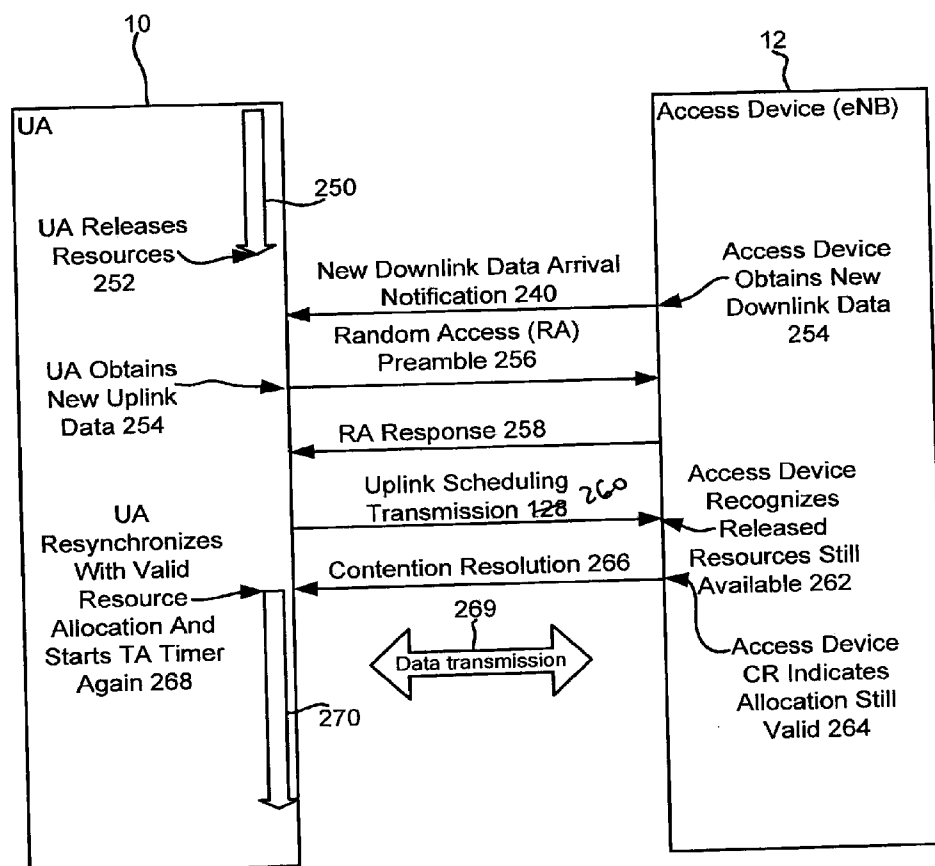 10
12
UA
Access Device (eNB)
250
UA Releases
Resources
252
New Downlink Data Arrival
Notification 240
Access Device
Obtains New
Downlink Data
254
Random Access (RA)
Preamble 256
UA Obtains
New Uplink
Data 254
RA Response 258
Uplink Scheduling
Transmission 128 260
Access Device
Recognizes
Released
Resources Still
Available 262
UA
Resynchronizes
With Valid
Resource
Allocation And
Starts TA Timer
Again 268
Contention Resolution 266
269
Data transmission
Access Device
CR Indicates
Allocation Still
Valid 264
270